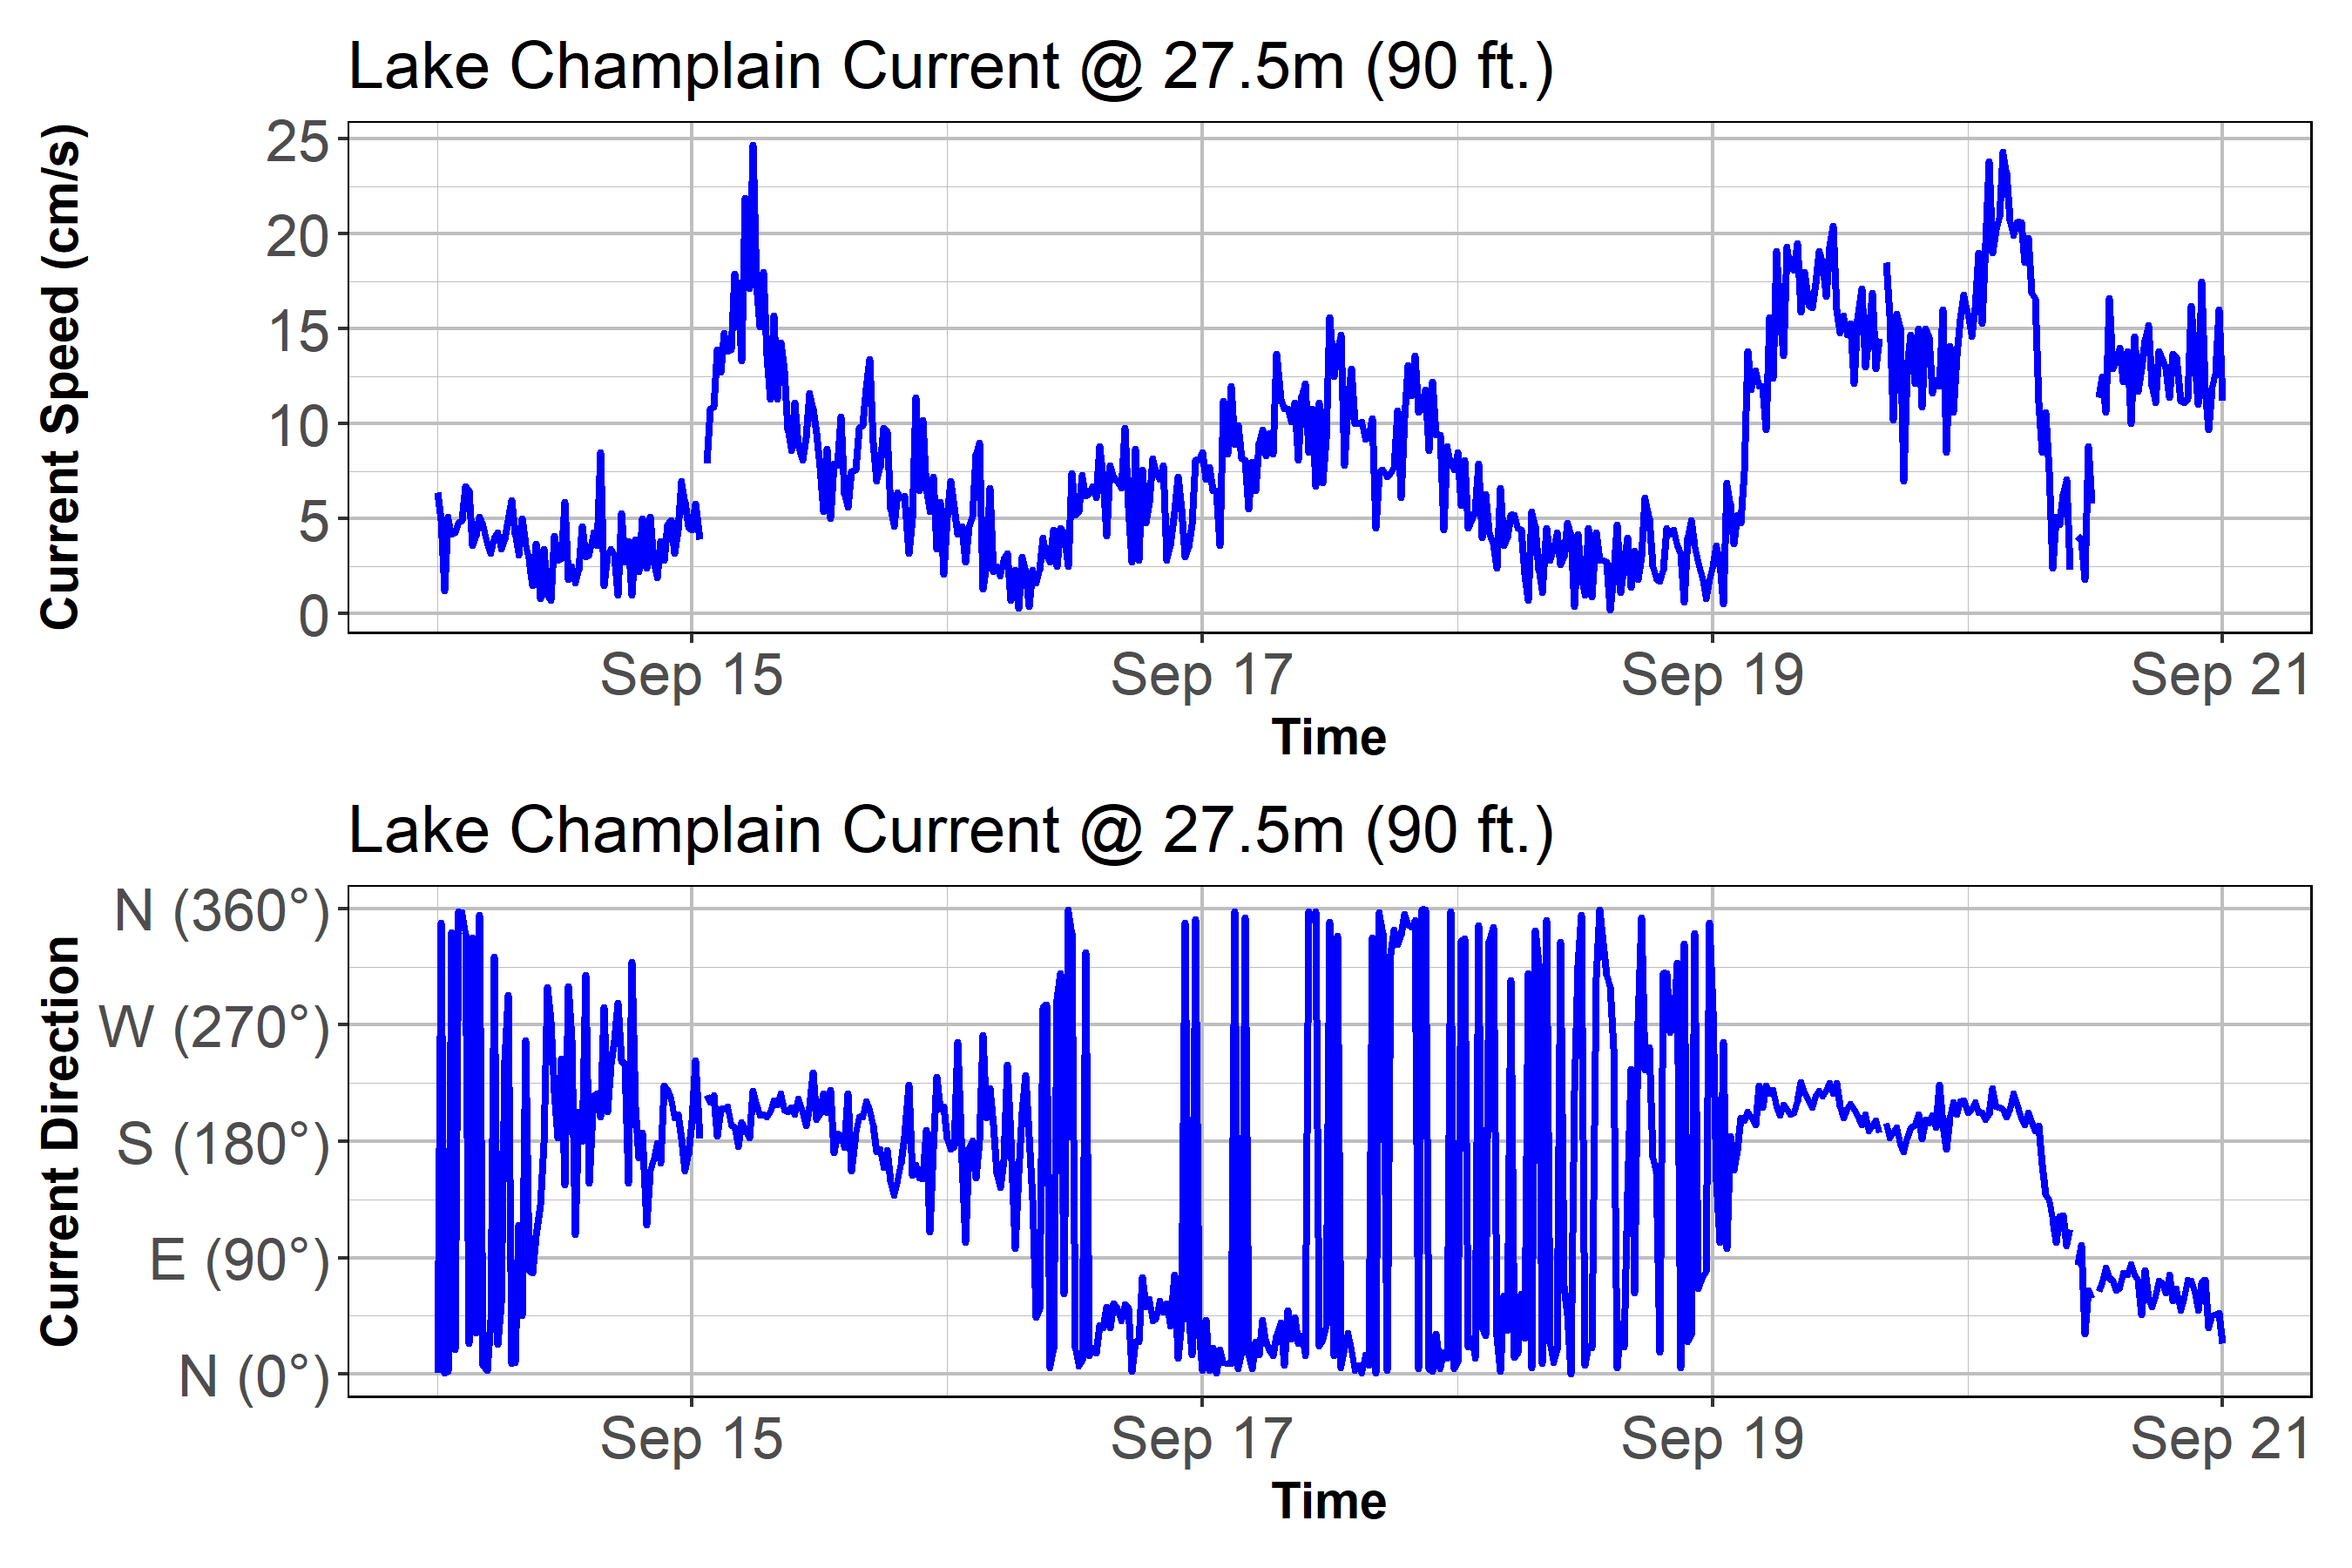 Lake Champlain Current @ 27.5m (90 ft.)
Current Speed (cm/s)
25
20
15
10
5
0
Sep 15 Sep 17 Sep 19 Sep 21
Time
Lake Champlain Current @ 27.5m (90 ft.)
Current Direction
N (360°)
W (270°)
S (180°)
E (90°)
N (0°)
Sep 15 Sep 17 Sep 19 Sep 21
Time